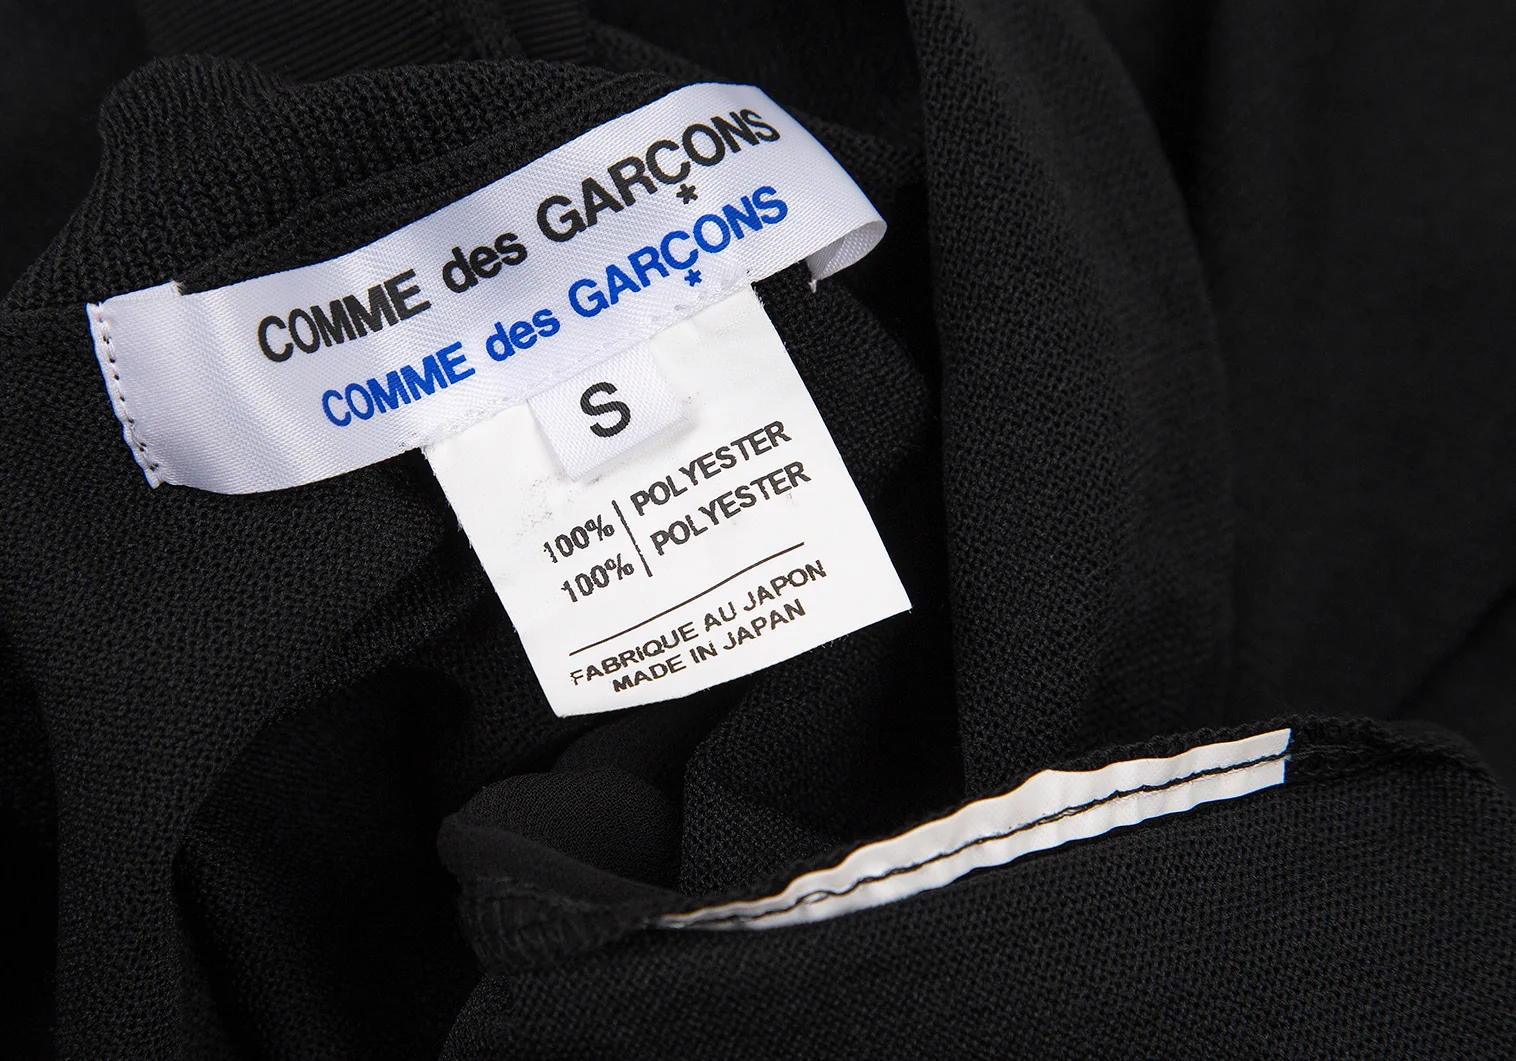 COMME des GARÇONS
COMME des GARÇONS
S
100% POLYESTER
100% POLYESTER
FABRIQUE AU JAPON
MADE IN JAPAN